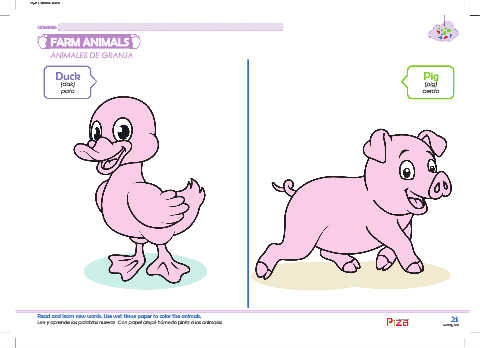 FARM ANIMALS
ANIMALES DE GRANJA
Duck
(dak)
pato
Pig
(pig)
cerdo
Read and learn new words. Use wet tissue paper to color the animals.
Lee y aprende las palabras nuevas. Con papel crepé húmedo pinta a los animales.
PIZA
21